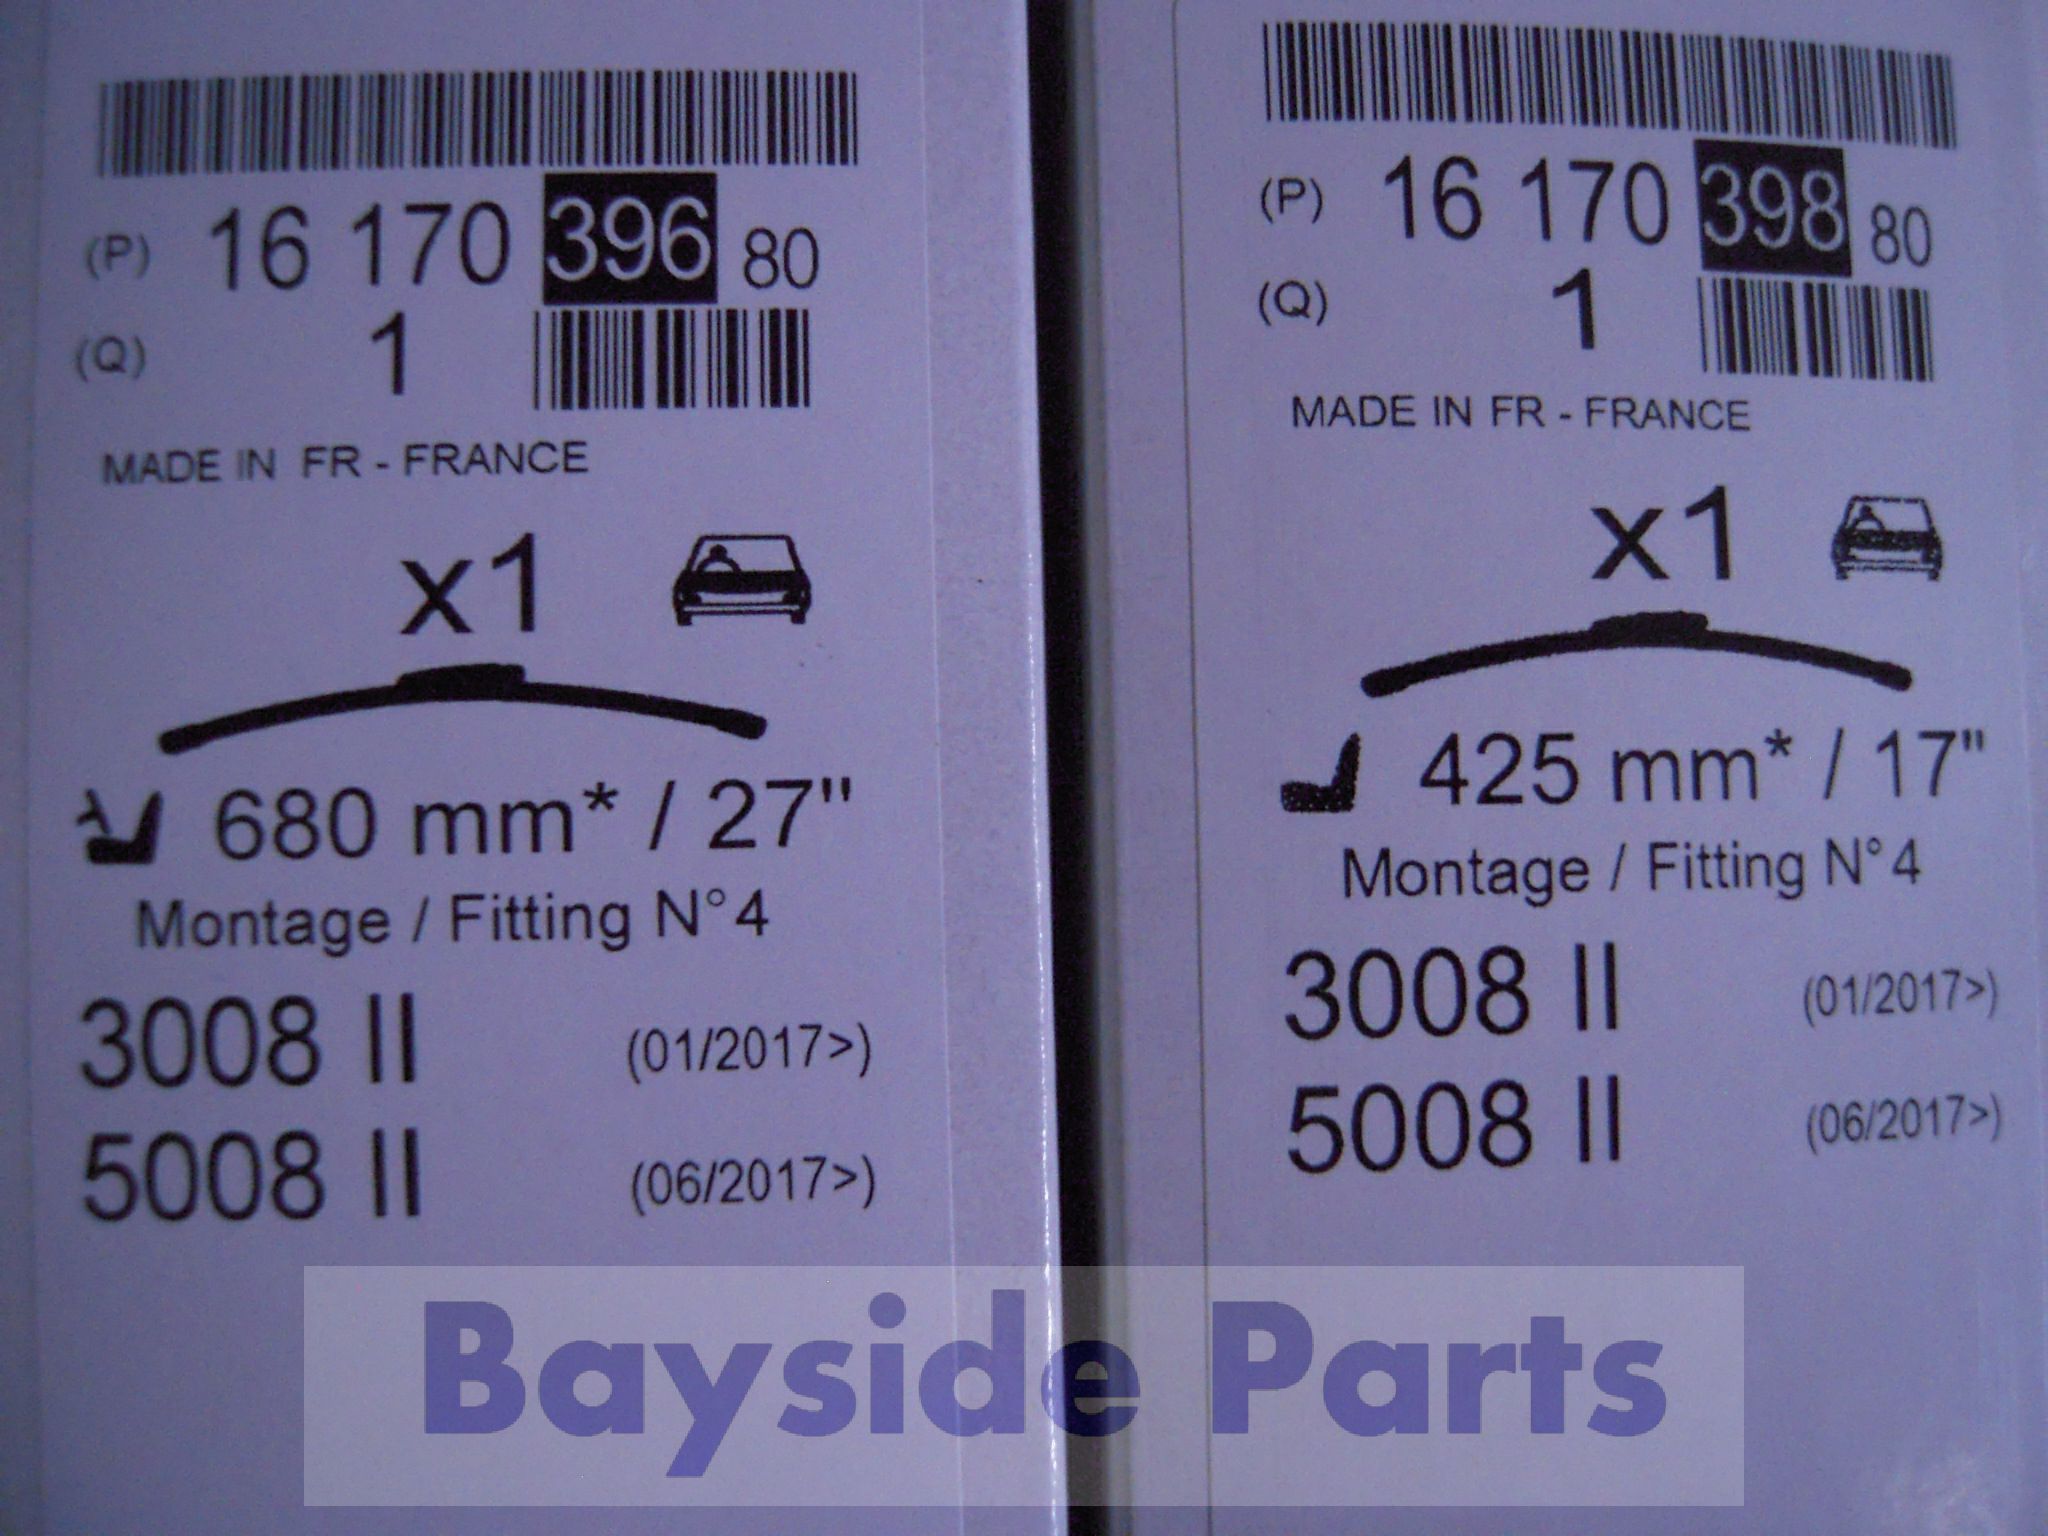 (P) 16 170 396 80
(Q) 1
MADE IN FR - FRANCE
x1
680 mm* / 27"
Montage / Fitting N°4
3008 II (01/2017>)
5008 II (06/2017>)
(P) 16 170 398 80
(Q) 1
MADE IN FR - FRANCE
x1
425 mm* / 17"
Montage / Fitting N°4
3008 II (01/2017>)
5008 II (06/2017>)
Bayside Parts